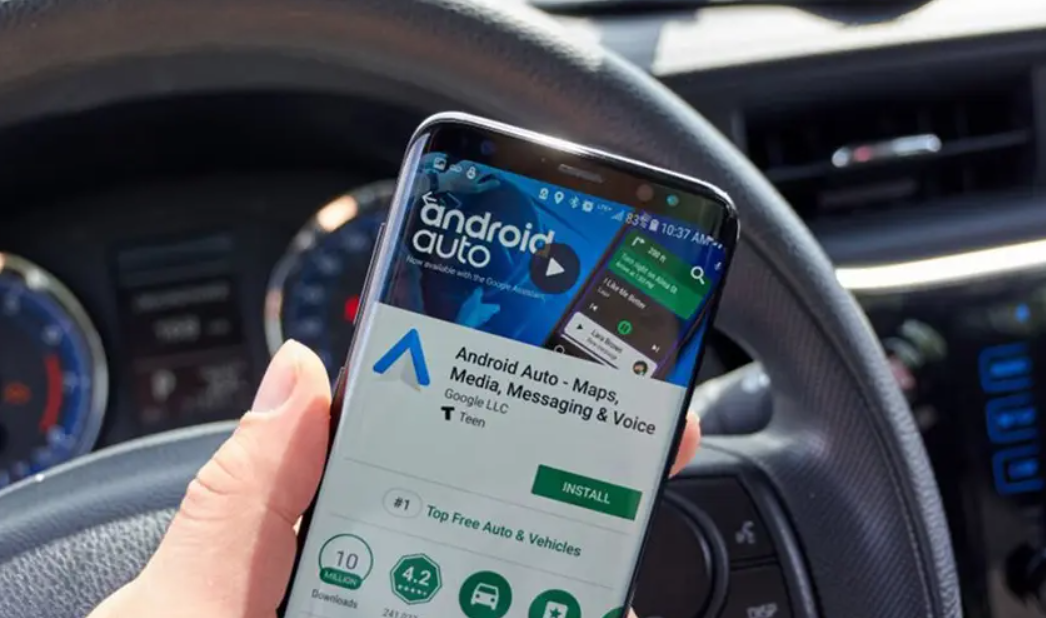 83% 10:37 AM
android
auto
Now available with the Google Assistant
Android Auto - Maps,
Media, Messaging & Voice
Google LLC
T Teen
INSTALL
#1 Top Free Auto & Vehicles
10
MILLION
Downloads
4.2
200 ft
I Like Me Better
DISP